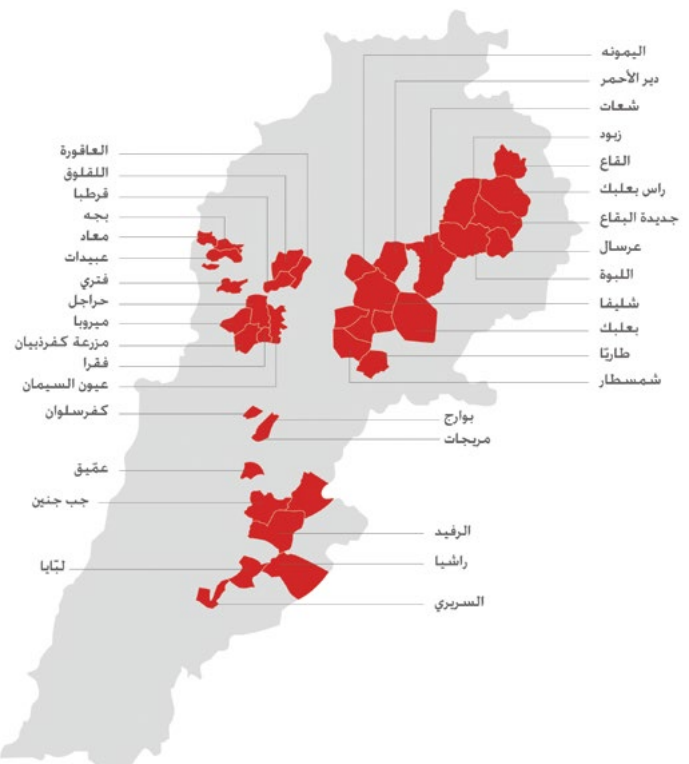 اليمونه
دير الأحمر
شعات
زبود
القاع
راس بعلبك
جديدة البقاع
عرسال
اللبوة
شليفا
بعلبك
طاريّا
شمسطار
العاقورة
اللقلوق
قرطبا
بجه
معاد
عبيدات
فتري
حراجل
ميروبا
مزرعة كفرذبيان
فقرا
عيون السيمان
كفرسلوان
بوارج
مريجات
عمّيق
جب جنين
الرفيد
راشيا
لبّايا
السريري